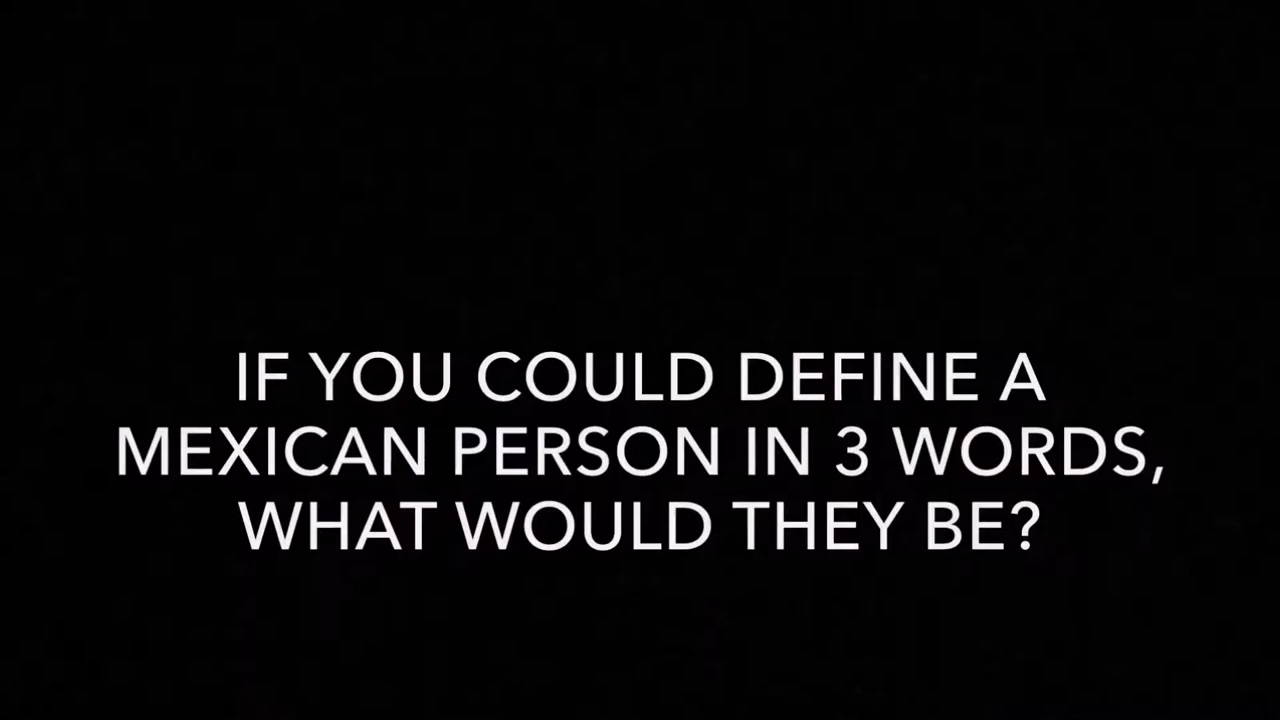 IF YOU COULD DEFINE A
MEXICAN PERSON IN 3 WORDS,
WHAT WOULD THEY BE?